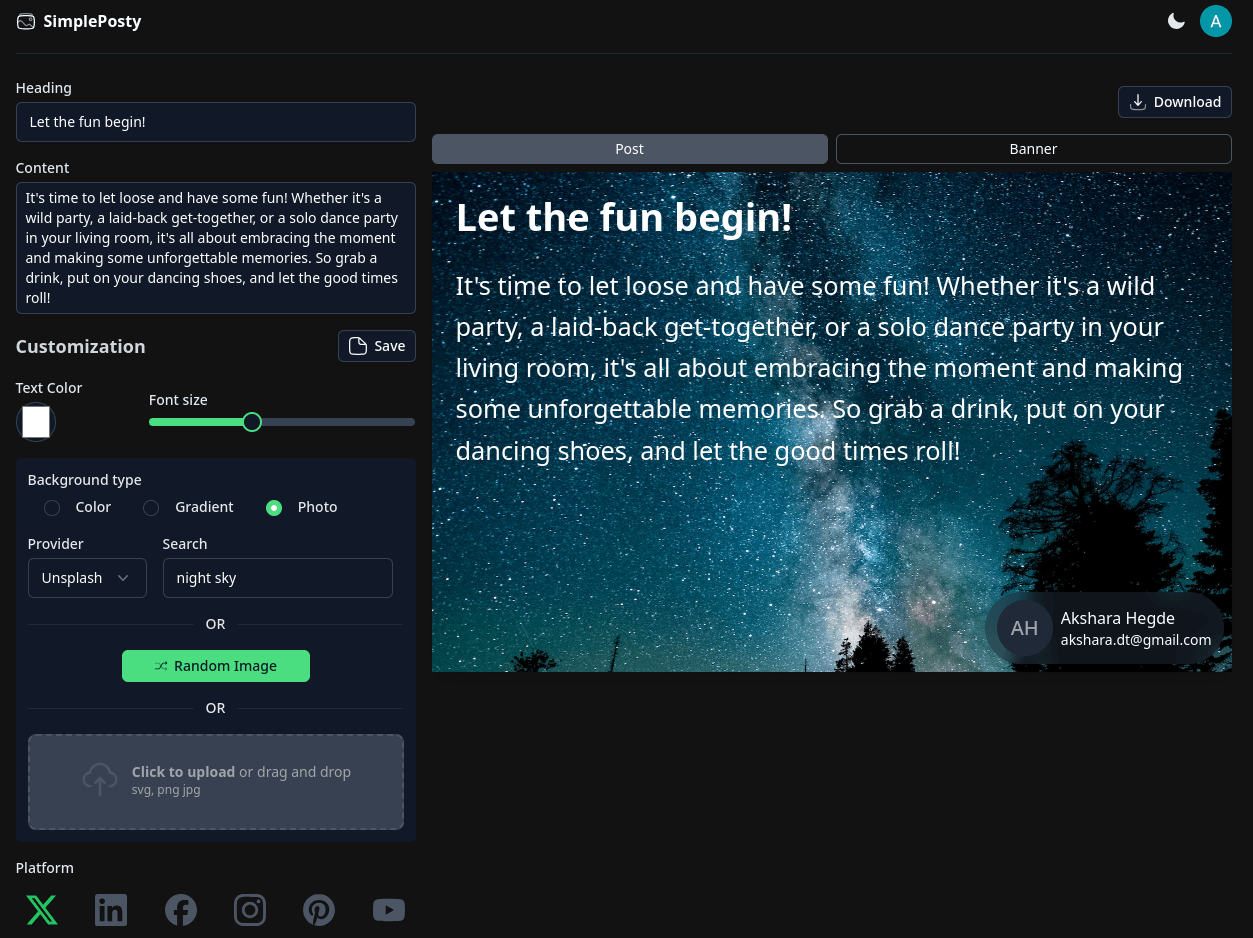 SimplePosty
A
Heading
Let the fun begin!
Content
It's time to let loose and have some fun! Whether it's a
wild party, a laid-back get-together, or a solo dance party
in your living room, it's all about embracing the moment
and making some unforgettable memories. So grab a
drink, put on your dancing shoes, and let the good times
roll!
Customization
Save
Text Color
Font size
Background type
Color
Gradient
Photo
Provider
Search
Unsplash
night sky
OR
Random Image
OR
Click to upload or drag and drop
svg, png jpg
Platform
Download
Post
Banner
Let the fun begin!
It's time to let loose and have some fun! Whether it's a wild
party, a laid-back get-together, or a solo dance party in your
living room, it's all about embracing the moment and making
some unforgettable memories. So grab a drink, put on your
dancing shoes, and let the good times roll!
AH
Akshara Hegde
akshara.dt@gmail.com